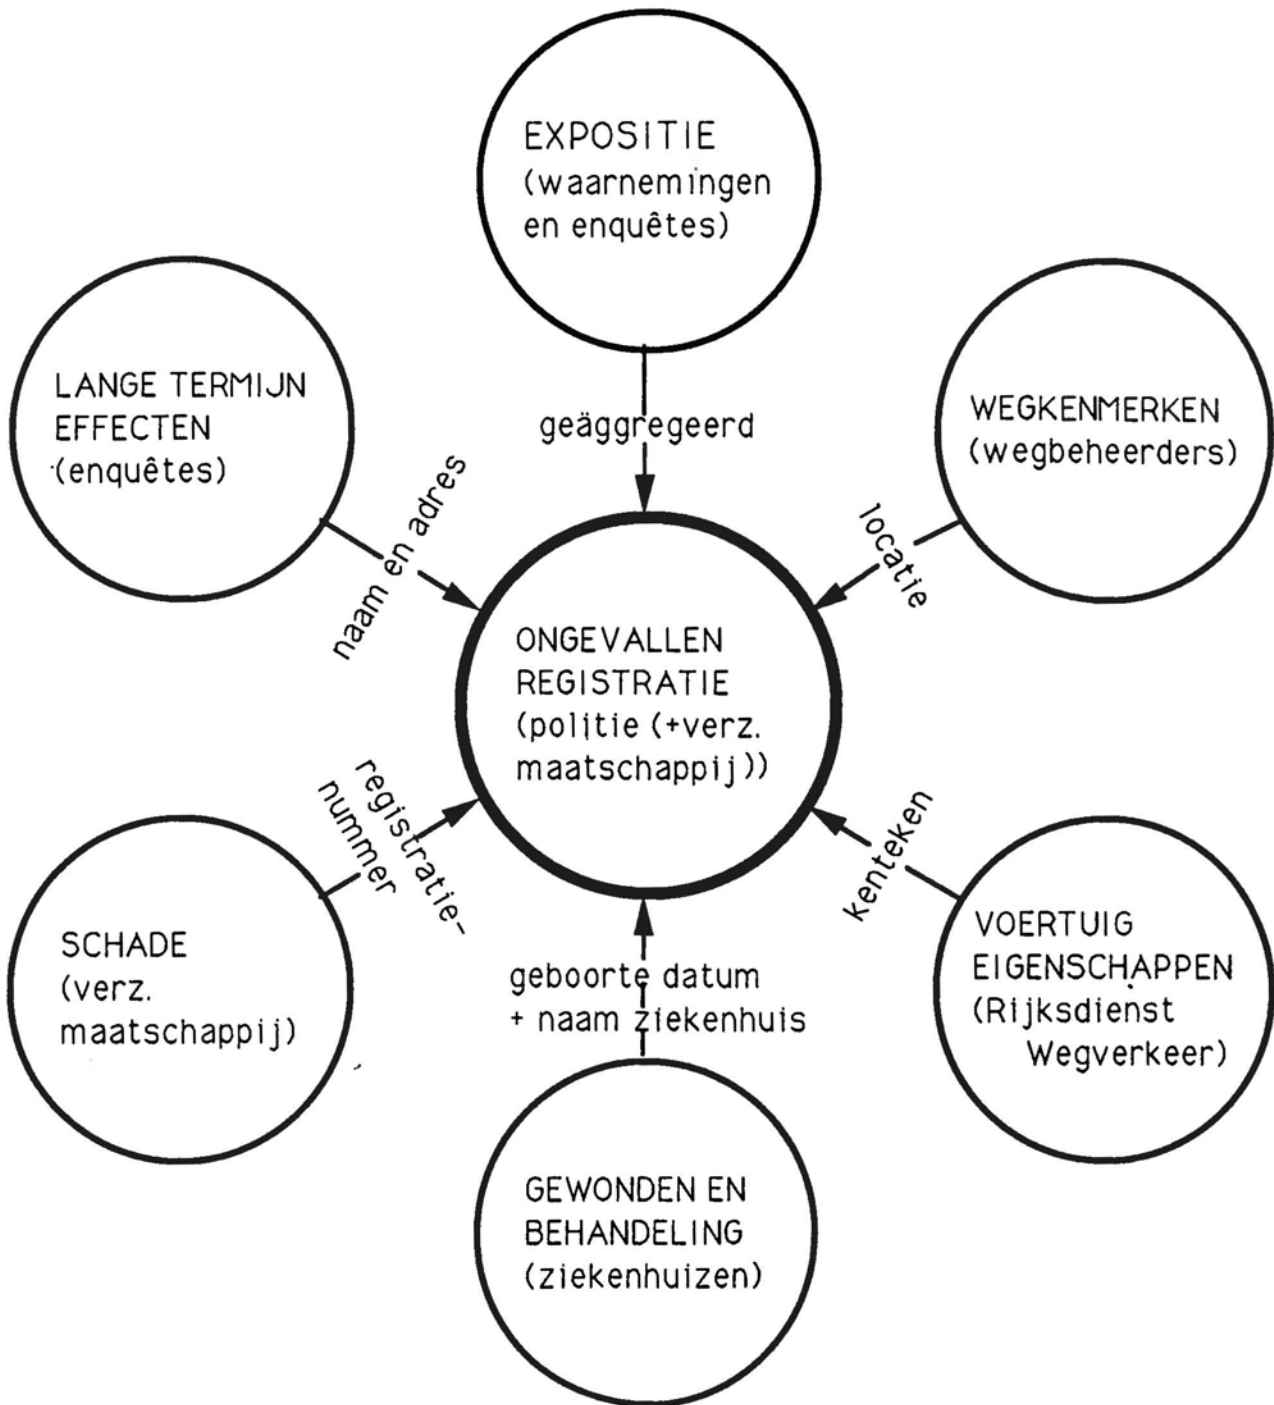 EXPOSITIE
(waarnemingen
en enquêtes)
LANGE TERMIJN
EFFECTEN
(enquêtes)
WEGKENMERKEN
(wegbeheerders)
geäggregeerd
naam en adres
locatie
ONGEVALLEN
REGISTRATIE
(politie (+verz.
maatschappij))
registratie-
nummer
kenteken
SCHADE
(verz.
maatschappij)
geboorte datum
+ naam ziekenhuis
VOERTUIG
EIGENSCHAPPEN
(Rijksdienst
Wegverkeer)
GEWONDEN EN
BEHANDELING
(ziekenhuizen)